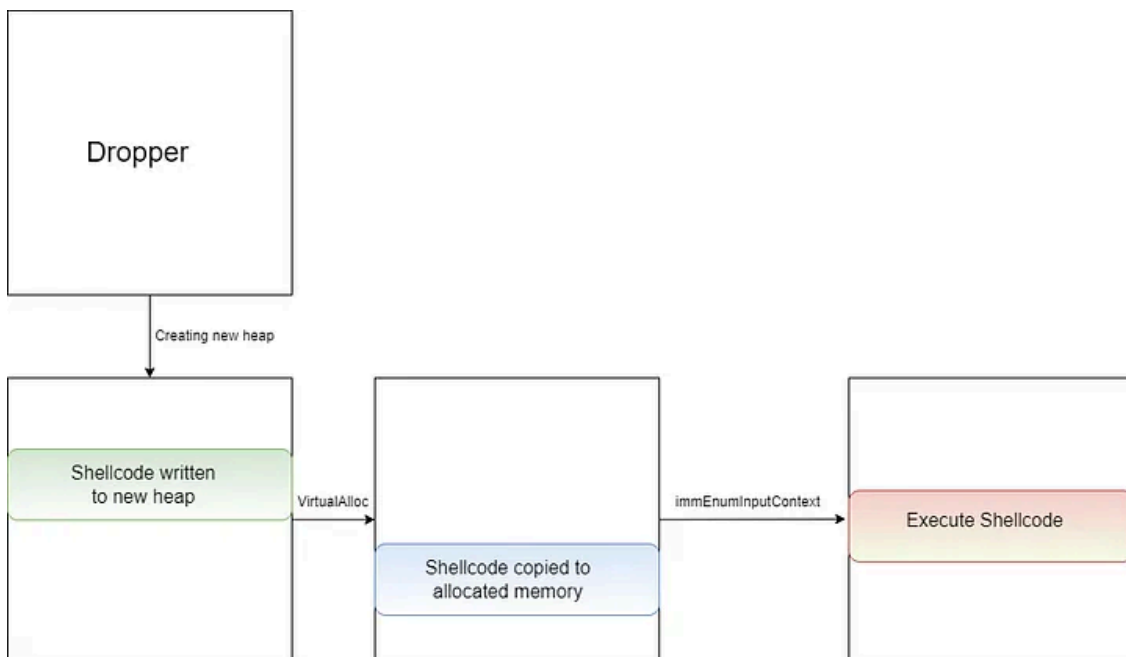 Dropper
Creating new heap
Shellcode written
to new heap
VirtualAlloc
Shellcode copied to
allocated memory
immEnumInputContext
Execute Shellcode